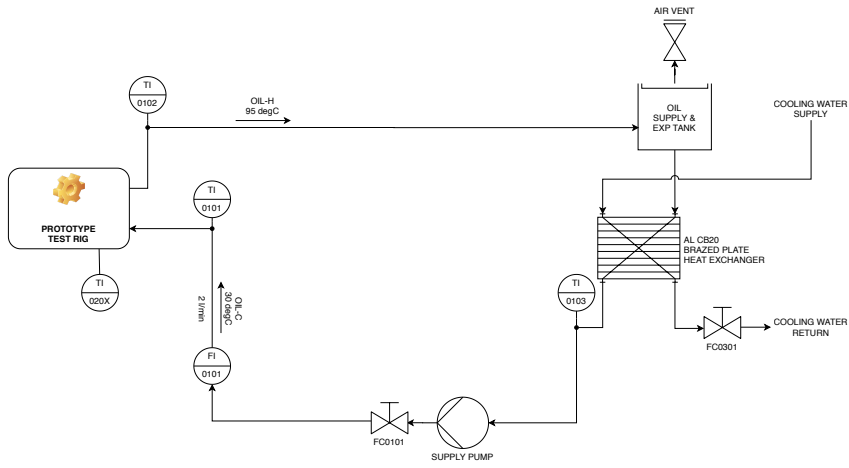 AIR VENT
TI
0102
OIL-H
95 degC
OIL
SUPPLY &
EXP TANK
COOLING WATER
SUPPLY
TI
0101
PROTOTYPE
TEST RIG
TI
020X
OIL-C
30 degC
2 l/min
AL CB20
BRAZED PLATE
HEAT EXCHANGER
TI
0103
FC0301
COOLING WATER
RETURN
FI
0101
FC0101
SUPPLY PUMP